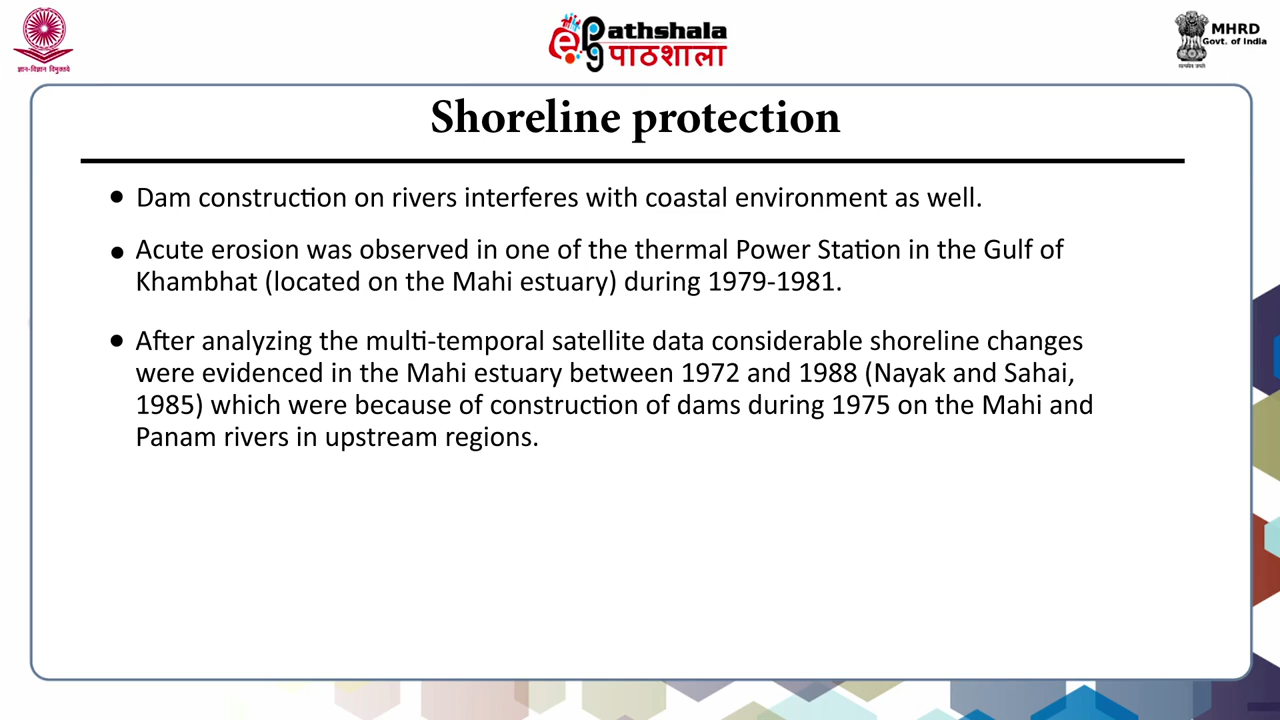 ज्ञान-विज्ञान विमुक्तये
Pathshala
पाठशाला
MHRD
Govt. of India
सत्यमेव जयते
Shoreline protection
• Dam construction on rivers interferes with coastal environment as well.
• Acute erosion was observed in one of the thermal Power Station in the Gulf of
Khambhat (located on the Mahi estuary) during 1979-1981.
• After analyzing the multi-temporal satellite data considerable shoreline changes
were evidenced in the Mahi estuary between 1972 and 1988 (Nayak and Sahai,
1985) which were because of construction of dams during 1975 on the Mahi and
Panam rivers in upstream regions.